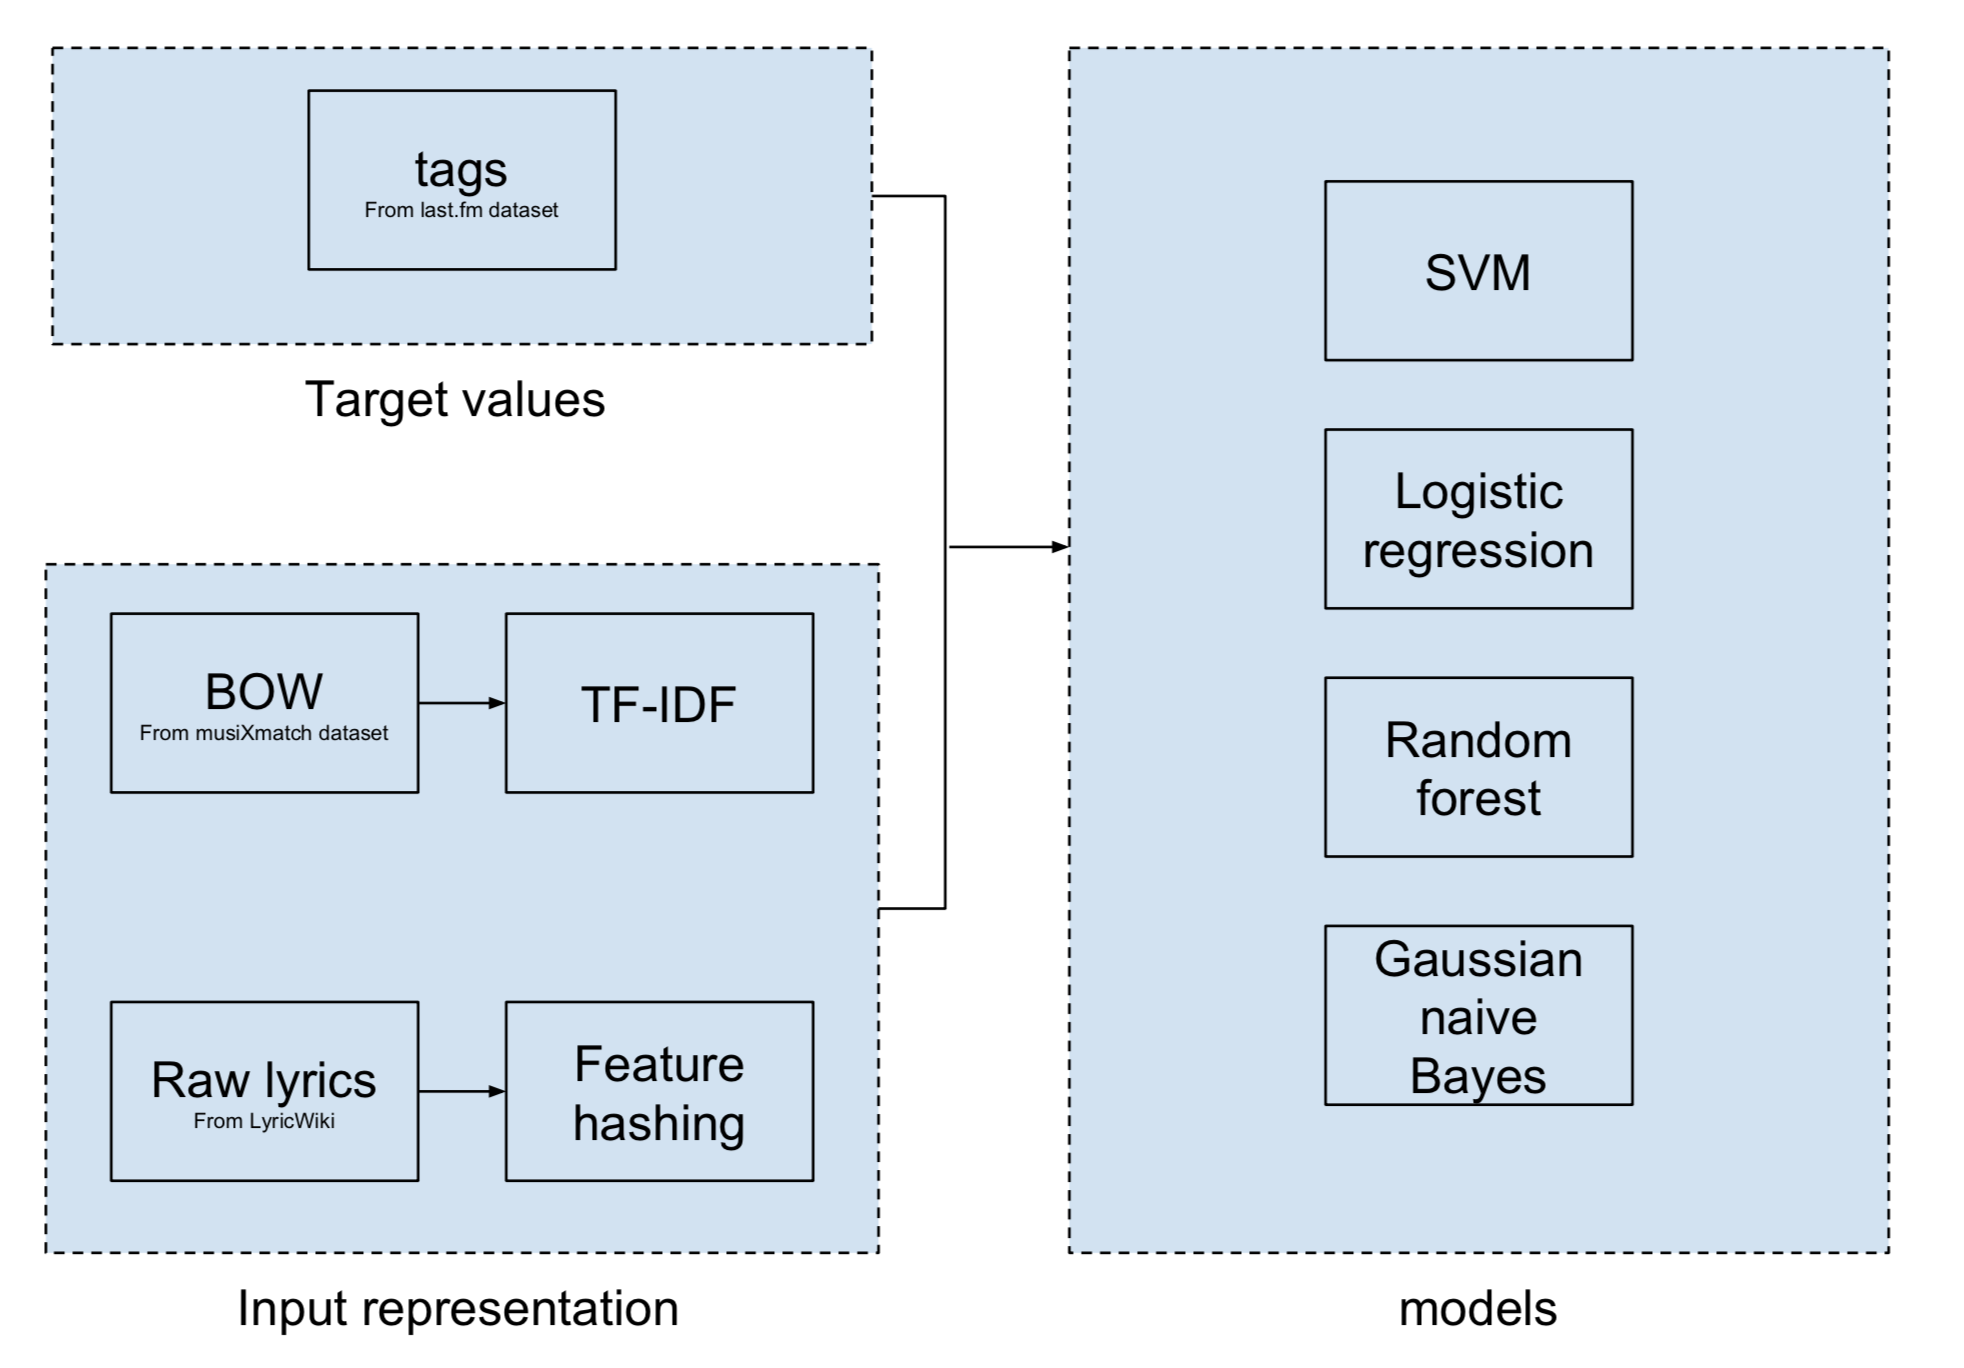 tags
From last.fm dataset
Target values
BOW
From musiXmatch dataset
TF-IDF
Raw lyrics
From LyricWiki
Feature
hashing
Input representation
SVM
Logistic
regression
Random
forest
Gaussian
naive
Bayes
models